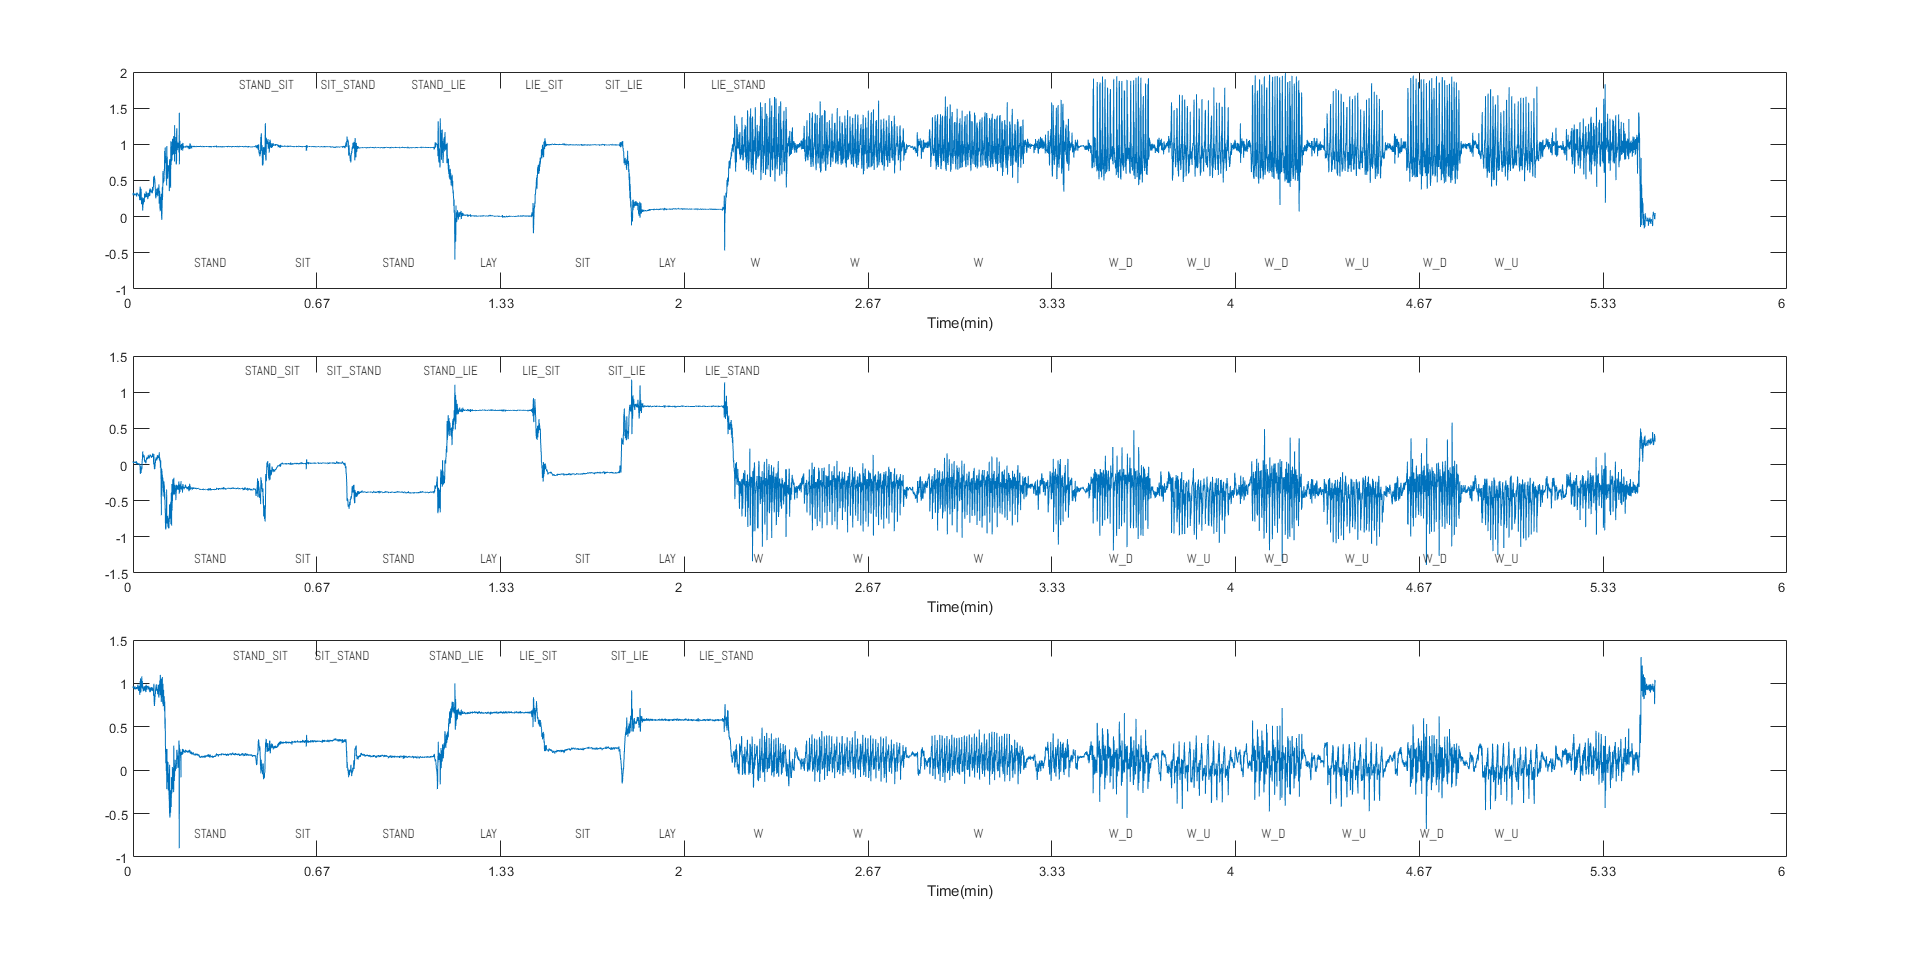 2
STAND_SIT SIT_STAND STAND_LIE LIE_SIT SIT_LIE LIE_STAND
1.5
1
0.5
0
-0.5
STAND SIT STAND LAY SIT LAY W W W W_D W_U W_D W_U W_D W_U
-1
0 0.67 1.33 2 2.67 3.33 4 4.67 5.33 6
Time(min)
1.5
STAND_SIT SIT_STAND STAND_LIE LIE_SIT SIT_LIE LIE_STAND
1
0.5
0
-0.5
-1
STAND SIT STAND LAY SIT LAY W W W W_D W_U W_D W_U W_D W_U
-1.5
0 0.67 1.33 2 2.67 3.33 4 4.67 5.33 6
Time(min)
1.5
STAND_SIT SIT_STAND STAND_LIE LIE_SIT SIT_LIE LIE_STAND
1
0.5
0
-0.5
STAND SIT STAND LAY SIT LAY W W W W_D W_U W_D W_U W_D W_U
-1
0 0.67 1.33 2 2.67 3.33 4 4.67 5.33 6
Time(min)